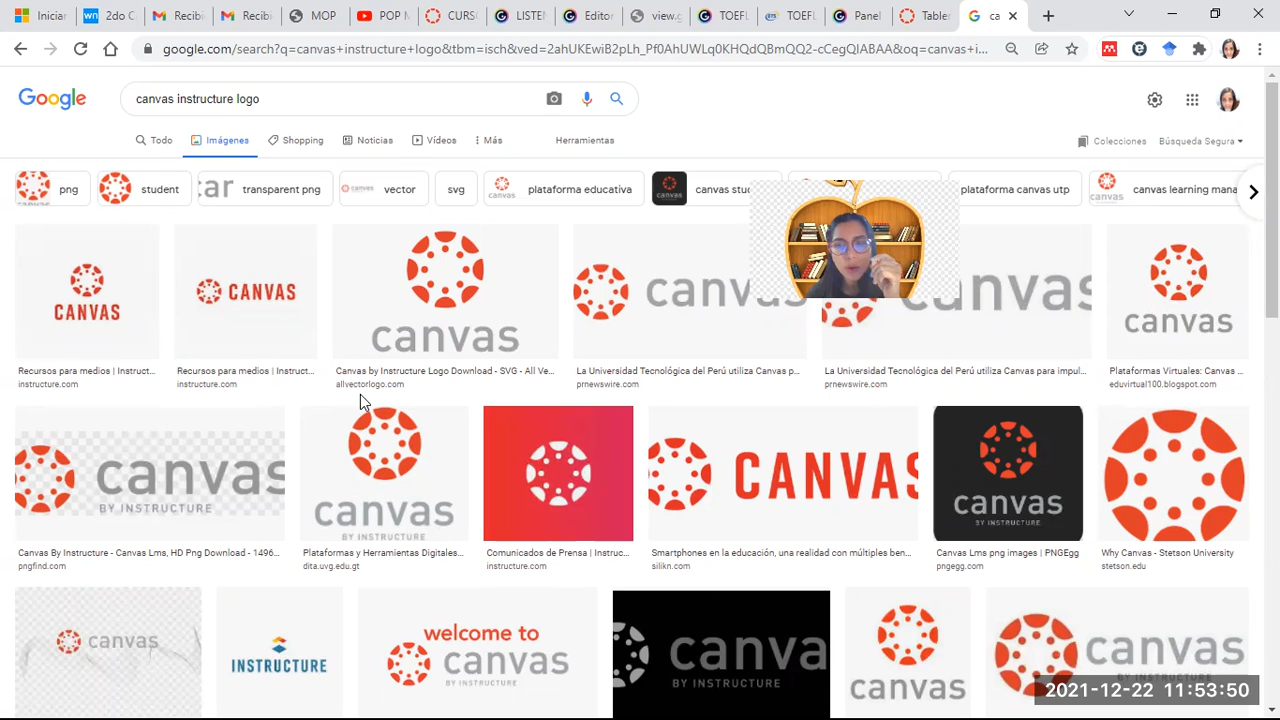 Iniciar
2do C
Recibi
Recib
MOP
POP M
CURS
LISTEN
Editor
view.g
TOEFL
TOEFL
Panel
Tabler
ca
google.com/search?q=canvas+instructure+logo&tbm=isch&ved=2ahUKEwiB2pLh_Pf0AhUWLq0KHQdQBmQQ2-cCegQIABAA&oq=canvas+i...
Google
canvas instructure logo
Todo
Imágenes
Shopping
Noticias
Vídeos
Más
Herramientas
Colecciones
Búsqueda Segura
png
student
car
transparent png
vector
svg
plataforma educativa
canvas stud
plataforma canvas utp
canvas learning mana
CANVAS
CANVAS
canvas
canvas
canvas
canvas
Recursos para medios | Instruct...
Recursos para medios | Instruct...
Canvas by Instructure Logo Download - SVG - All Ve...
La Universidad Tecnológica del Perú utiliza Canvas p...
La Universidad Tecnológica del Perú utiliza Canvas para impul...
Plataformas Virtuales: Canvas ...
instructure.com
instructure.com
allvectorlogo.com
prnewswire.com
prnewswire.com
eduvirtual100.blogspot.com
canvas
BY INSTRUCTURE
canvas
BY INSTRUCTURE
CANVAS
canvas
BY INSTRUCTURE
Canvas By Instructure - Canvas Lms, HD Png Download - 1496...
Plataformas y Herramientas Digitales...
Comunicados de Prensa | Instruc...
Smartphones en la educación, una realidad con múltiples ben...
Canvas Lms png images | PNGEgg
Why Canvas - Stetson University
pngfind.com
dita.uvg.edu.gt
instructure.com
silikn.com
pngegg.com
stetson.edu
canvas
INSTRUCTURE
welcome to
canvas
BY INSTRUCTURE
canva
BY INSTRUCTURE
canvas
canvas
BY INSTRUCTURE
2021-12-22 11:53:50